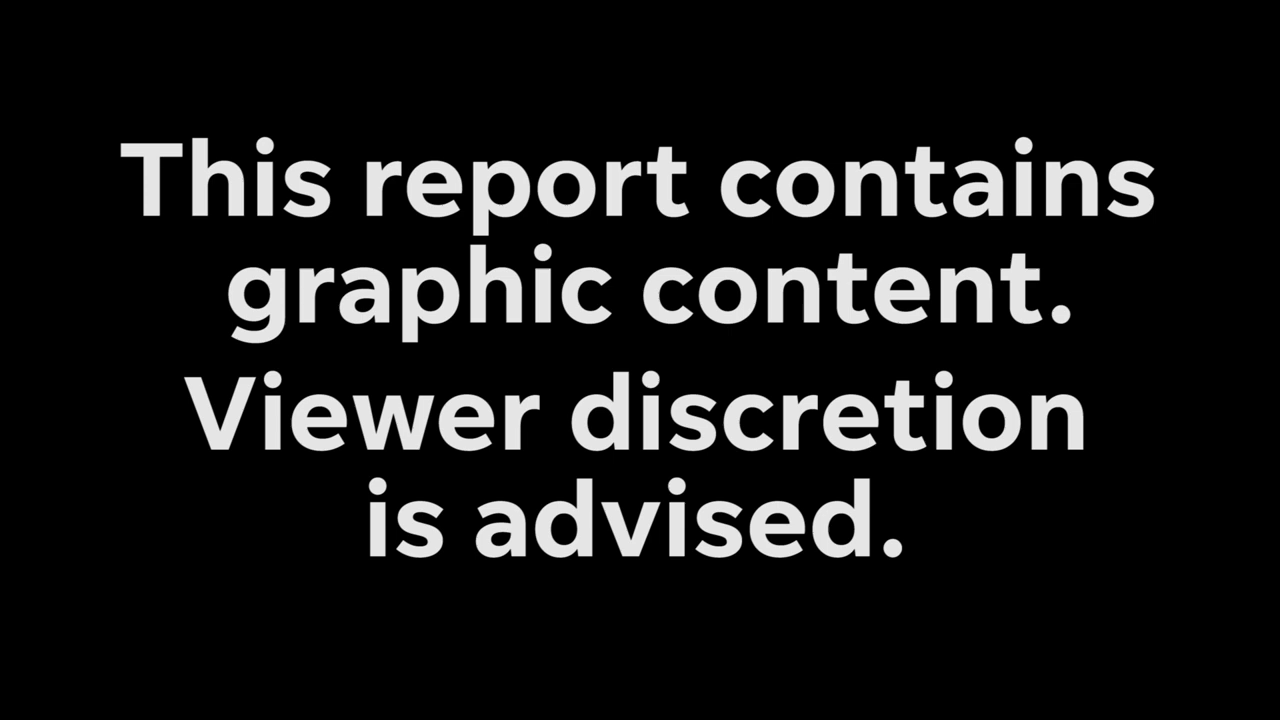 This report contains
graphic content.
Viewer discretion
is advised.